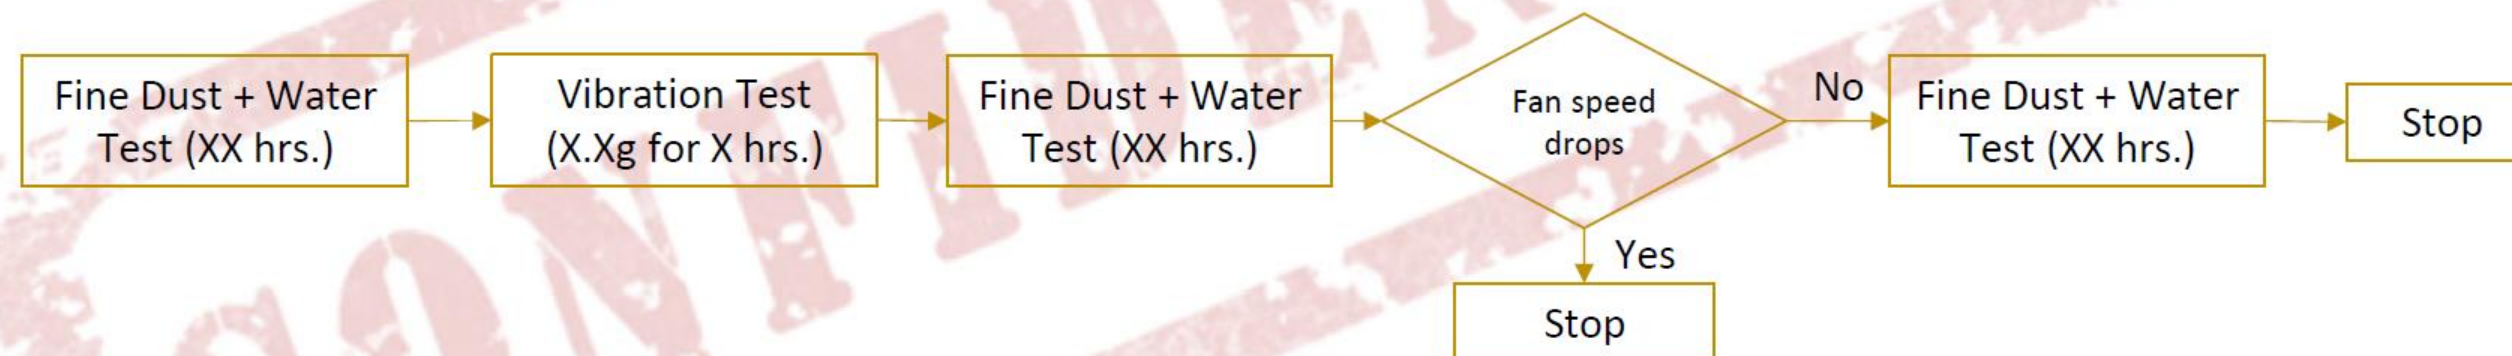 Fine Dust + Water
Test (XX hrs.)
Vibration Test
(X.Xg for X hrs.)
Fine Dust + Water
Test (XX hrs.)
Fan speed
drops
No
Fine Dust + Water
Test (XX hrs.)
Stop
Yes
Stop
CONFIDEN